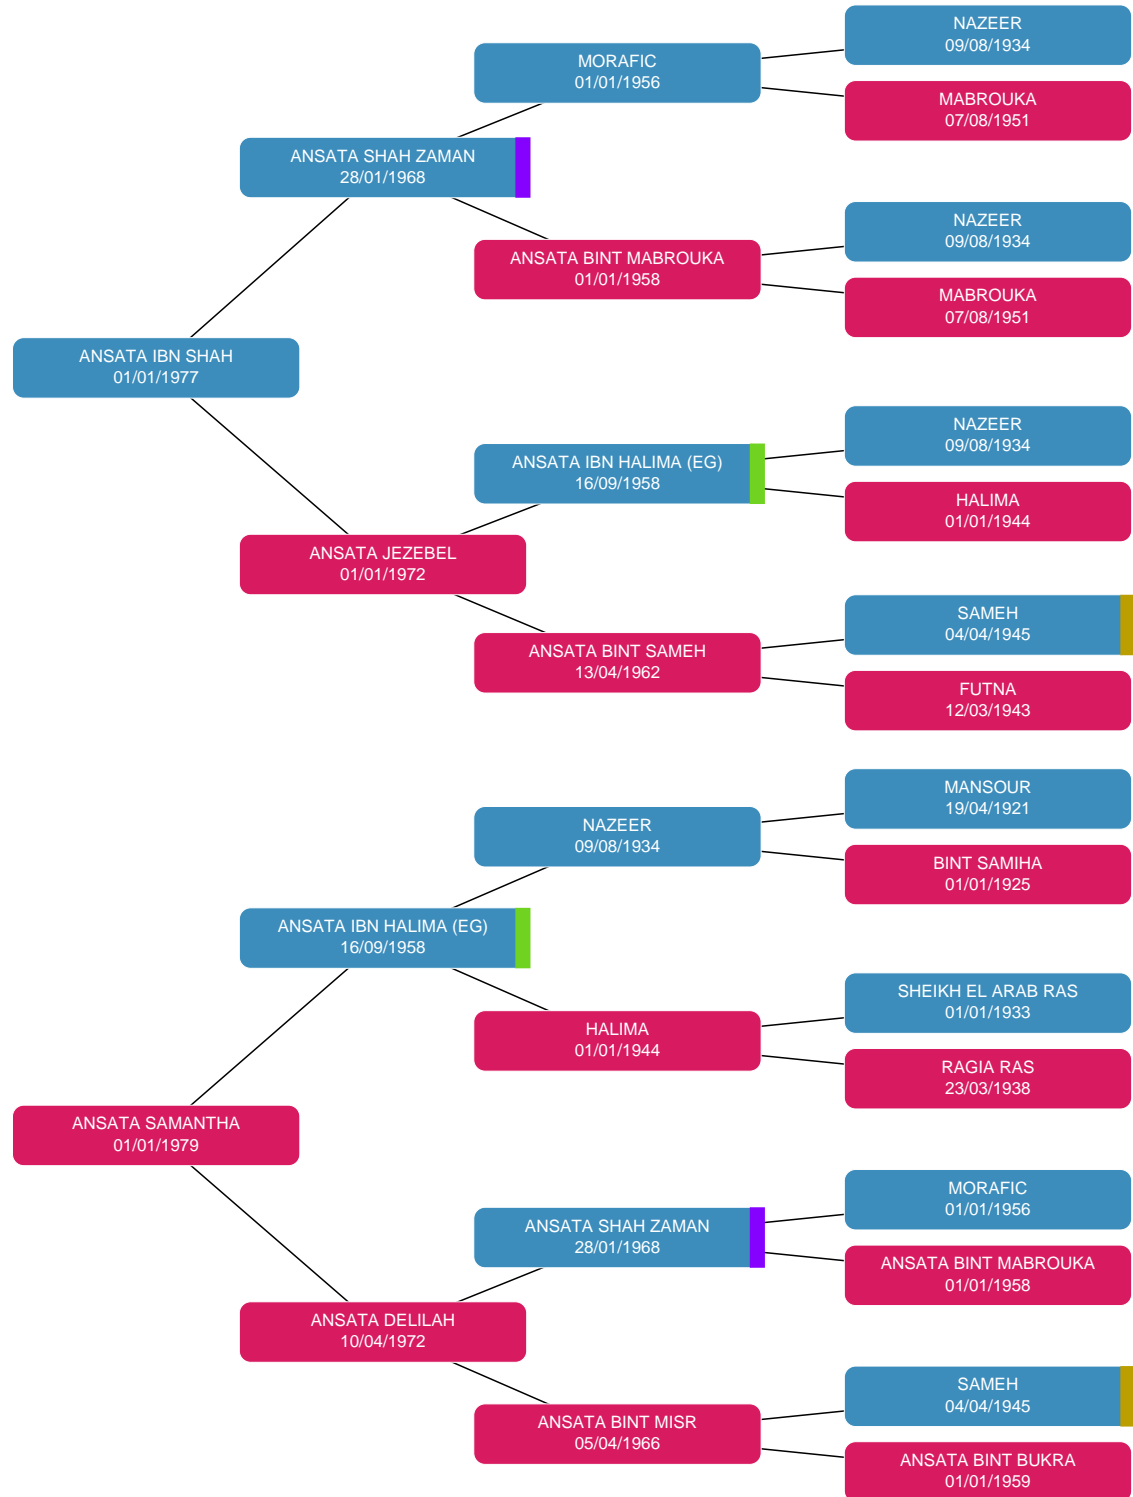 NAZEER
09/08/1934
MORAFIC
01/01/1956
MABROUKA
07/08/1951
ANSATA SHAH ZAMAN
28/01/1968
NAZEER
09/08/1934
ANSATA BINT MABROUKA
01/01/1958
MABROUKA
07/08/1951
ANSATA IBN SHAH
01/01/1977
NAZEER
09/08/1934
ANSATA IBN HALIMA (EG)
16/09/1958
HALIMA
01/01/1944
ANSATA JEZEBEL
01/01/1972
SAMEH
04/04/1945
ANSATA BINT SAMEH
13/04/1962
FUTNA
12/03/1943
MANSOUR
19/04/1921
NAZEER
09/08/1934
BINT SAMIHA
01/01/1925
ANSATA IBN HALIMA (EG)
16/09/1958
SHEIKH EL ARAB RAS
01/01/1933
HALIMA
01/01/1944
RAGIA RAS
23/03/1938
ANSATA SAMANTHA
01/01/1979
MORAFIC
01/01/1956
ANSATA SHAH ZAMAN
28/01/1968
ANSATA BINT MABROUKA
01/01/1958
ANSATA DELILAH
10/04/1972
SAMEH
04/04/1945
ANSATA BINT MISR
05/04/1966
ANSATA BINT BUKRA
01/01/1959